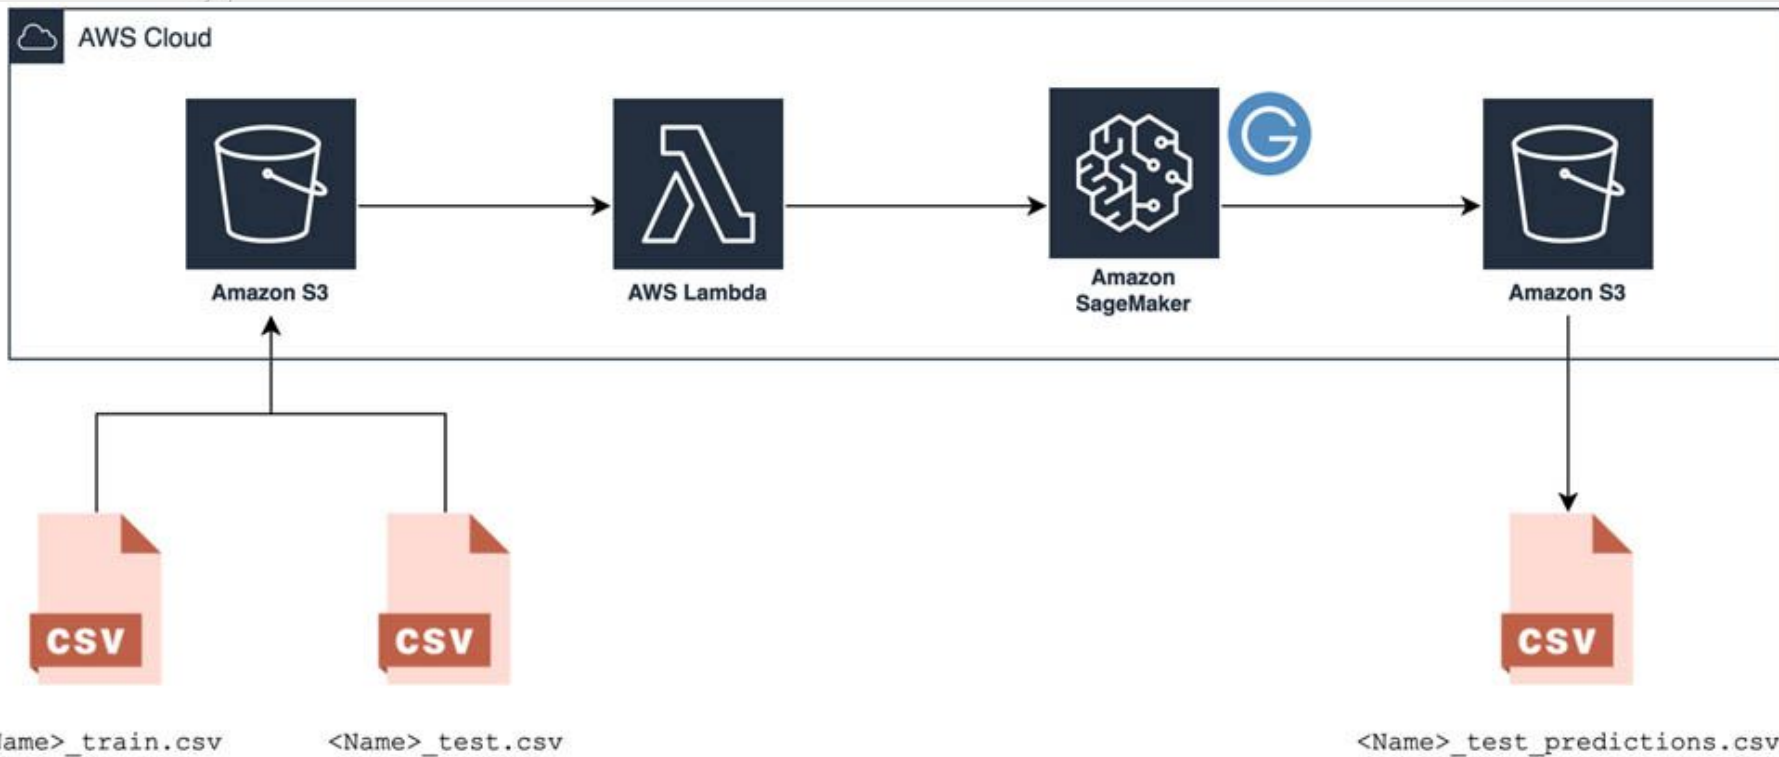 AWS Cloud
Amazon S3
AWS Lambda
Amazon
SageMaker
G
Amazon S3
CSV
CSV
CSV
ame>_train.csv
<Name>_test.csv
<Name>_test_predictions.csv